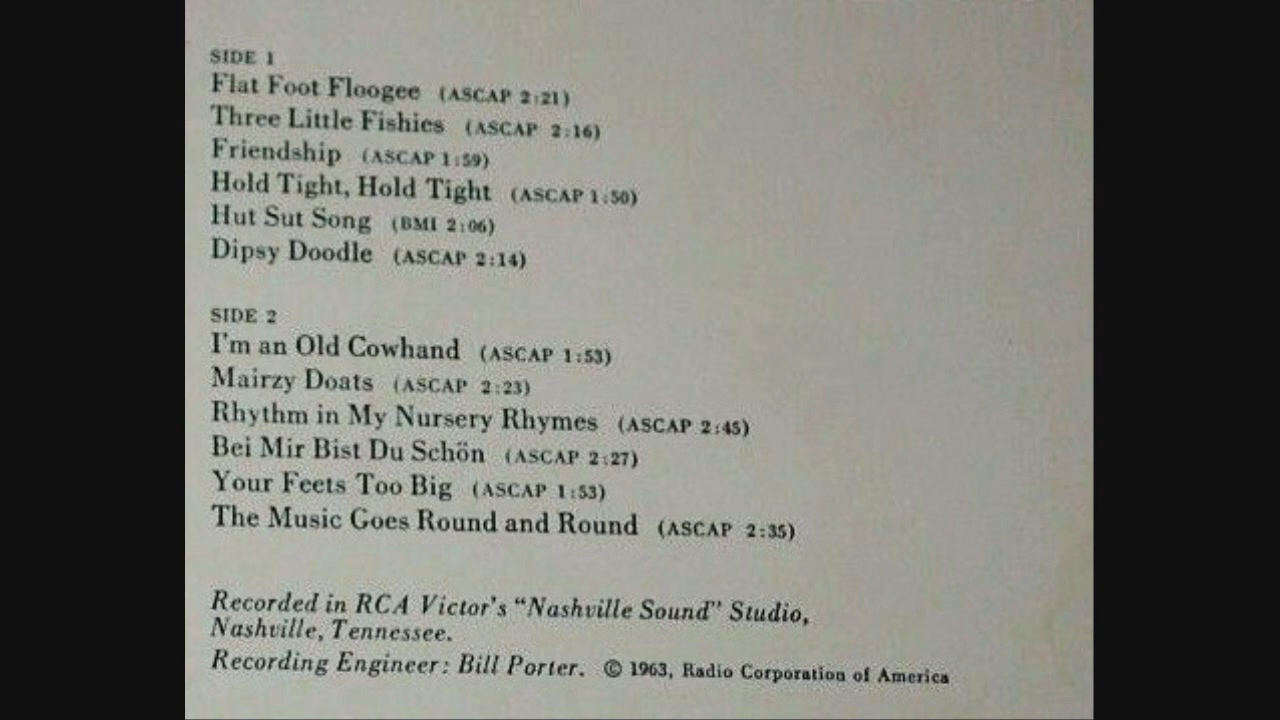 SIDE 1
Flat Foot Floogee (ASCAP 2:21)
Three Little Fishies (ASCAP 2:16)
Friendship (ASCAP 1:59)
Hold Tight, Hold Tight (ASCAP 1:50)
Hut Sut Song (BMI 2:06)
Dipsy Doodle (ASCAP 2:14)
SIDE 2
I'm an Old Cowhand (ASCAP 1:53)
Mairzy Doats (ASCAP 2:23)
Rhythm in My Nursery Rhymes (ASCAP 2:45)
Bei Mir Bist Du Schön (ASCAP 2:27)
Your Feets Too Big (ASCAP 1:53)
The Music Goes Round and Round (ASCAP 2:35)
Recorded in RCA Victor's "Nashville Sound" Studio,
Nashville, Tennessee.
Recording Engineer: Bill Porter. © 1963, Radio Corporation of America